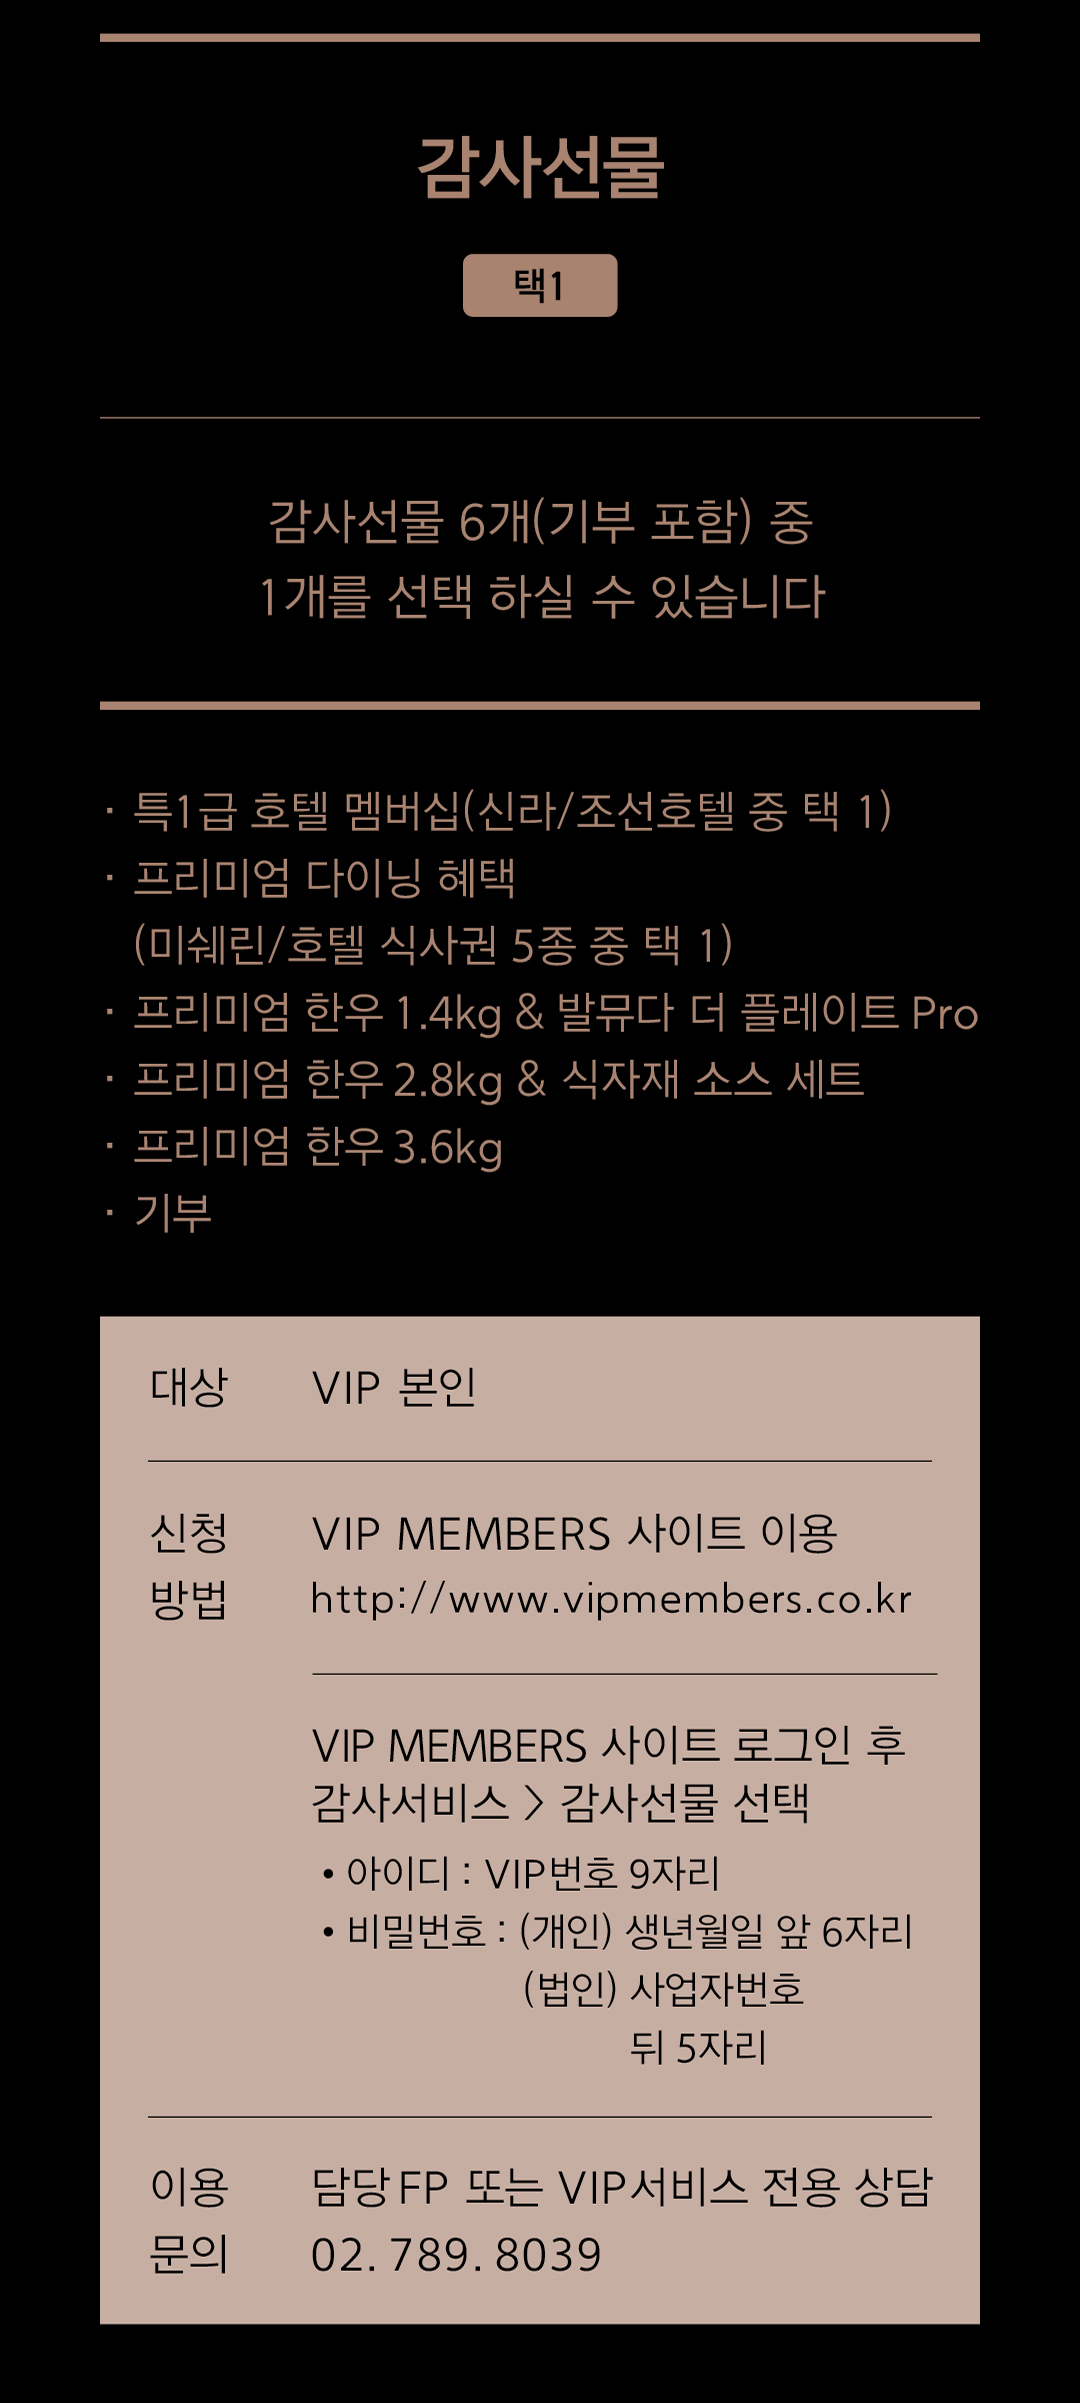 감사선물
택1
감사선물 6개(기부 포함) 중
1개를 선택 하실 수 있습니다
· 특1급 호텔 멤버십(신라/조선호텔 중 택 1)
· 프리미엄 다이닝 혜택
(미쉐린/호텔 식사권 5종 중 택 1)
· 프리미엄 한우 1.4kg & 발뮤다 더 플레이트 Pro
· 프리미엄 한우 2.8kg & 식자재 소스 세트
· 프리미엄 한우 3.6kg
· 기부
대상 VIP 본인
신청 VIP MEMBERS 사이트 이용
방법 http://www.vipmembers.co.kr
VIP MEMBERS 사이트 로그인 후
감사서비스 > 감사선물 선택
• 아이디 : VIP번호 9자리
• 비밀번호 : (개인) 생년월일 앞 6자리
(법인) 사업자번호
뒤 5자리
이용 담당 FP 또는 VIP서비스 전용 상담
문의 02. 789. 8039